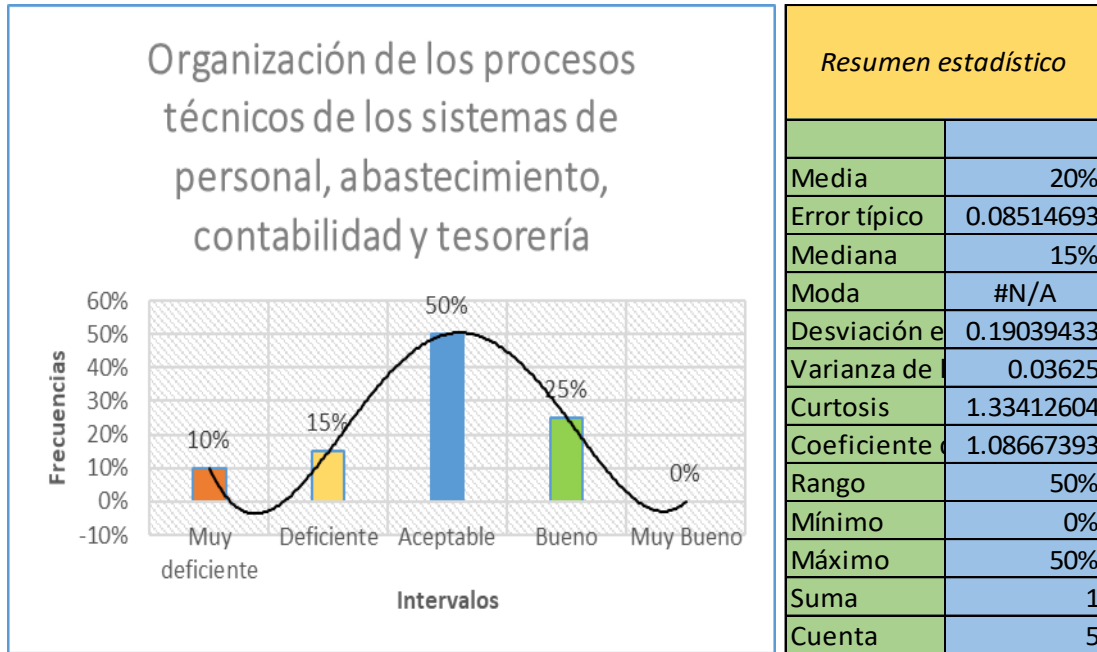 Organización de los procesos
técnicos de los sistemas de
personal, abastecimiento,
contabilidad y tesorería
Frecuencias
60%
50%
40%
30%
20%
10%
0%
-10%
10%
15%
50%
25%
0%
Muy deficiente
Deficiente
Aceptable
Bueno
Muy Bueno
Intervalos
Resumen estadístico
Media 20%
Error típico 0.08514693
Mediana 15%
Moda #N/A
Desviación e 0.19039433
Varianza de l 0.03625
Curtosis 1.33412604
Coeficiente d 1.08667393
Rango 50%
Mínimo 0%
Máximo 50%
Suma 1
Cuenta 5